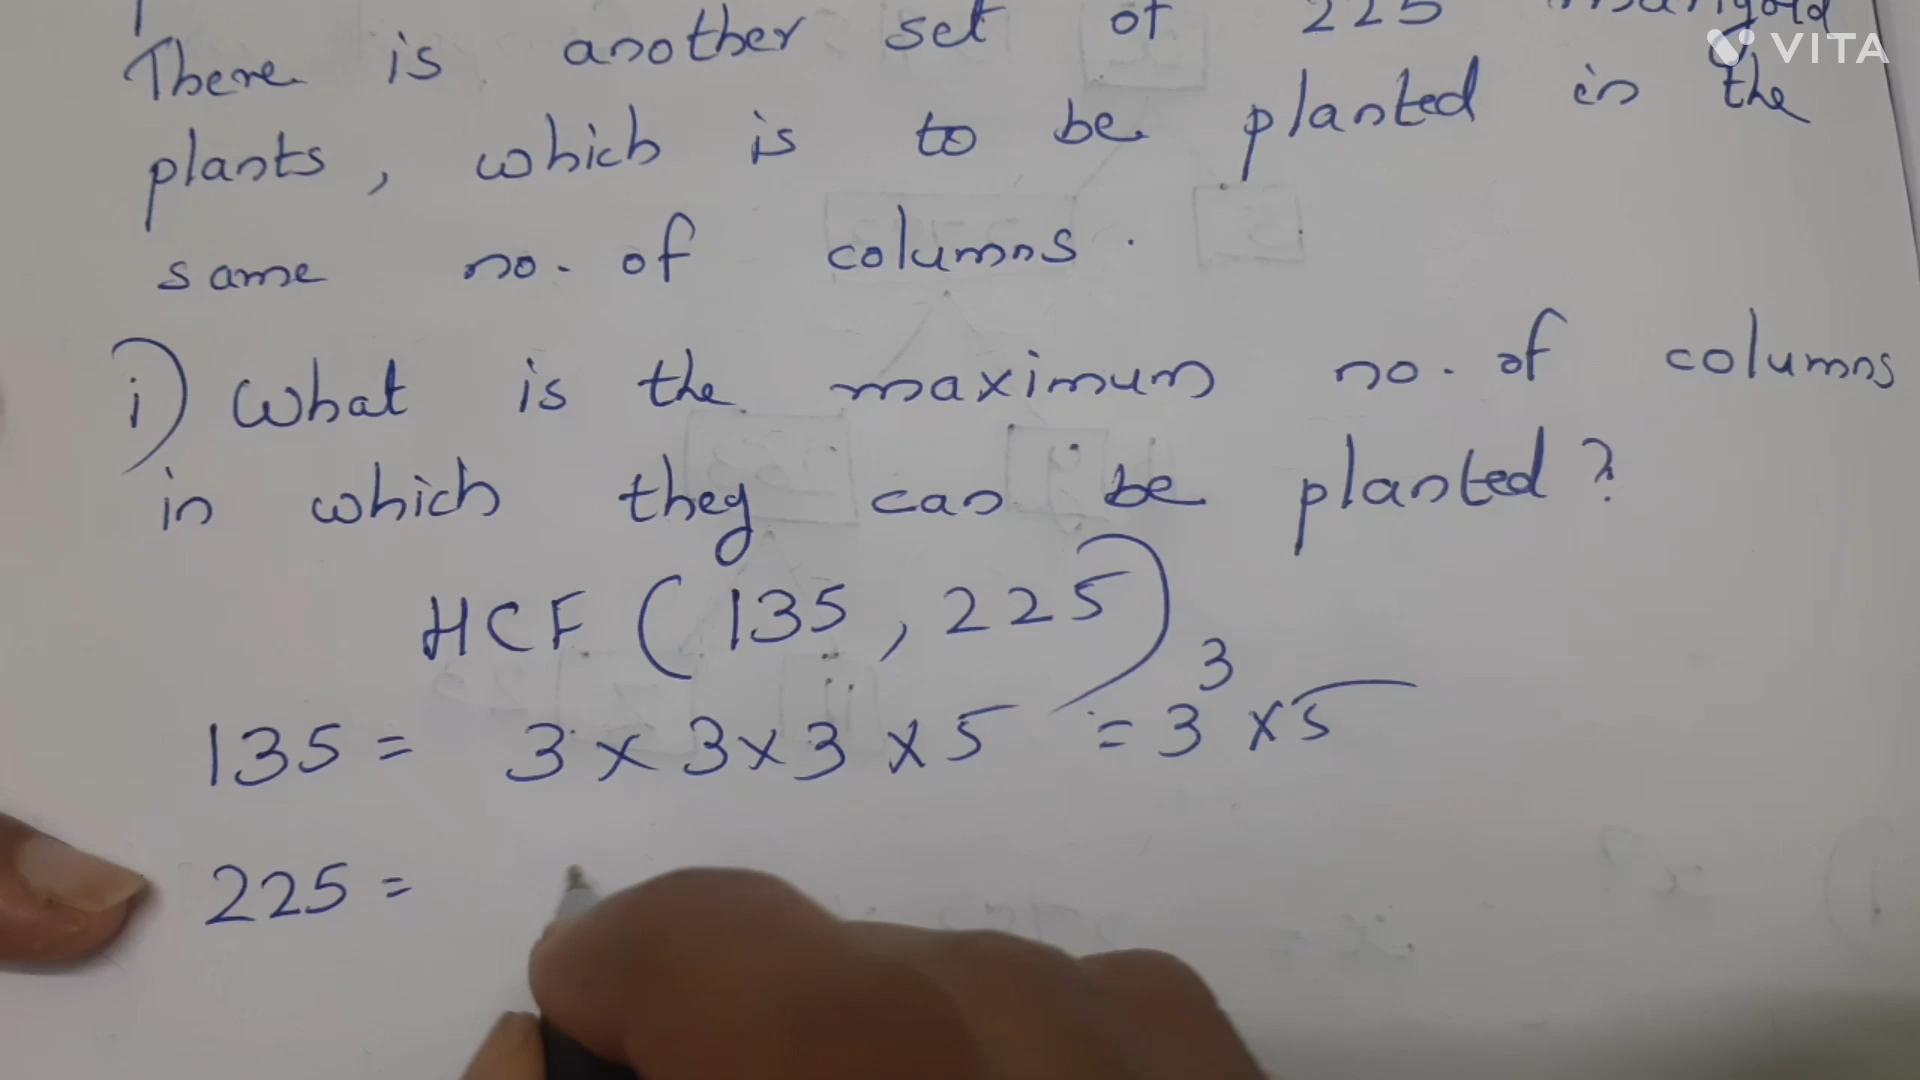 There is another set of 225 marigold
VITA
plants, which is to be planted in the
same no. of columns.
i) What is the maximum no. of columns
in which they can be planted?
HCF (135, 225)
135 = 3 x 3 x 3 x 5 = 3³ x 5
225 =